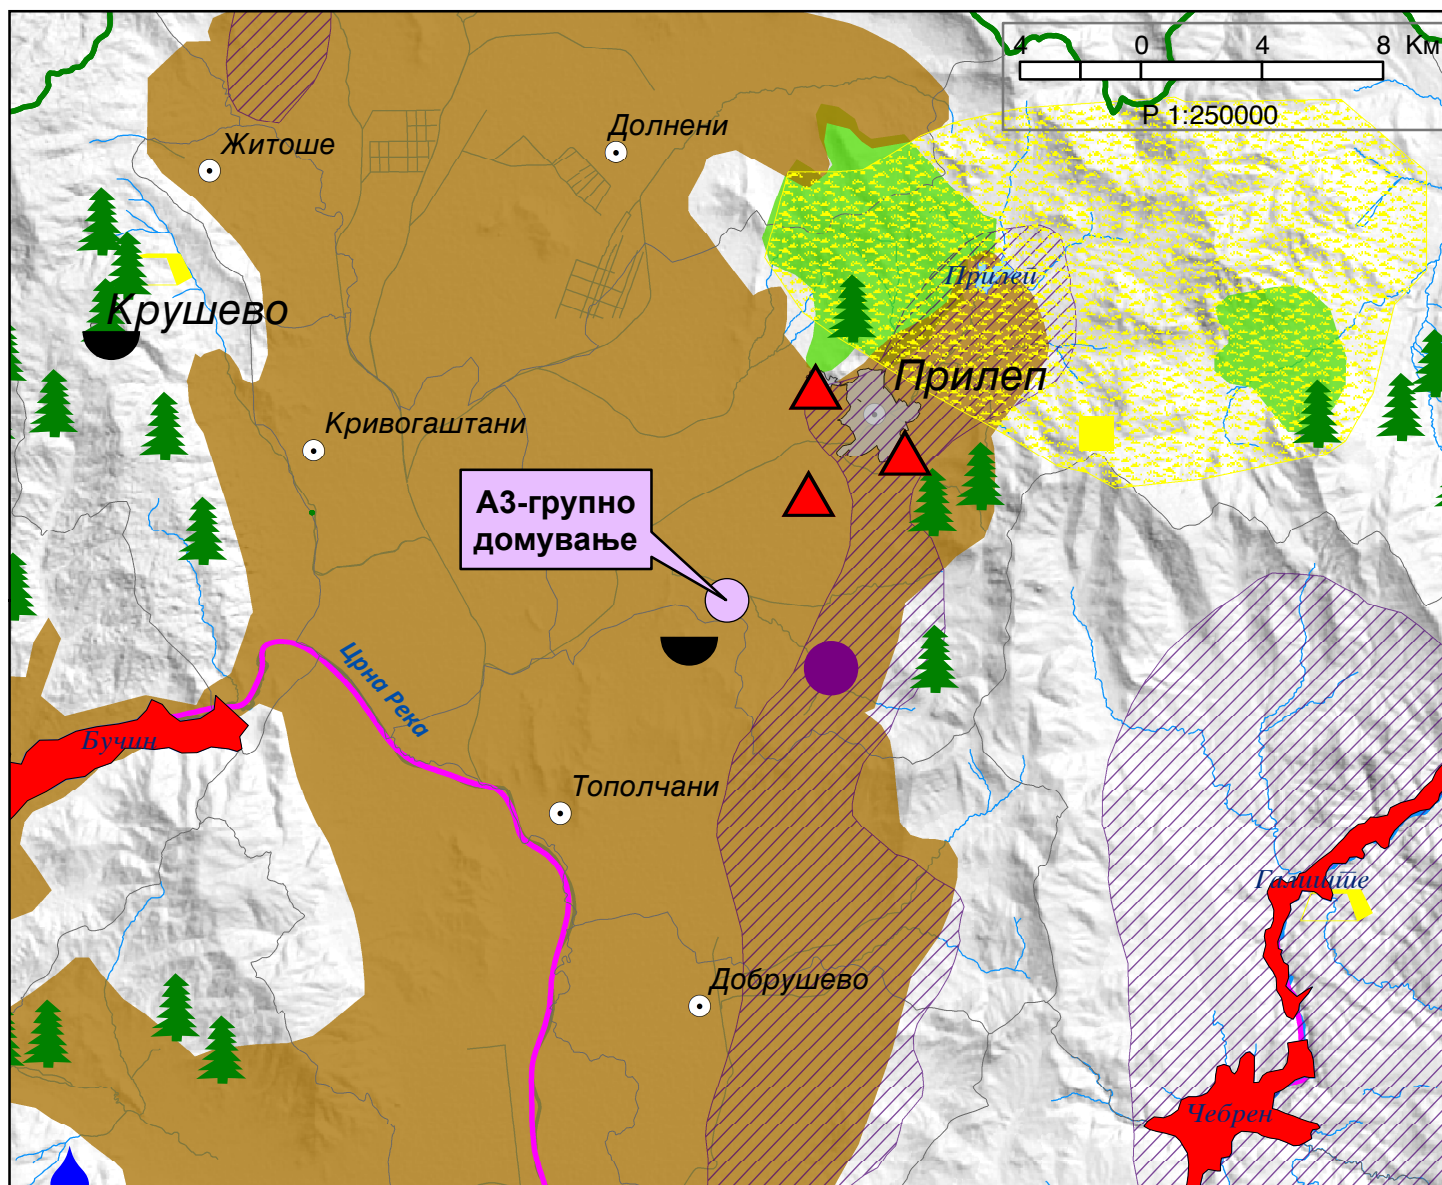 4 0 4 8 Км
Р 1:250000
Долнени
Житоше
Прилеп
Крушево
Прилеп
Кривогаштани
А3-групно
домување
Црна Река
Бучин
Тополчани
Галиште
Добрушево
Чебрен